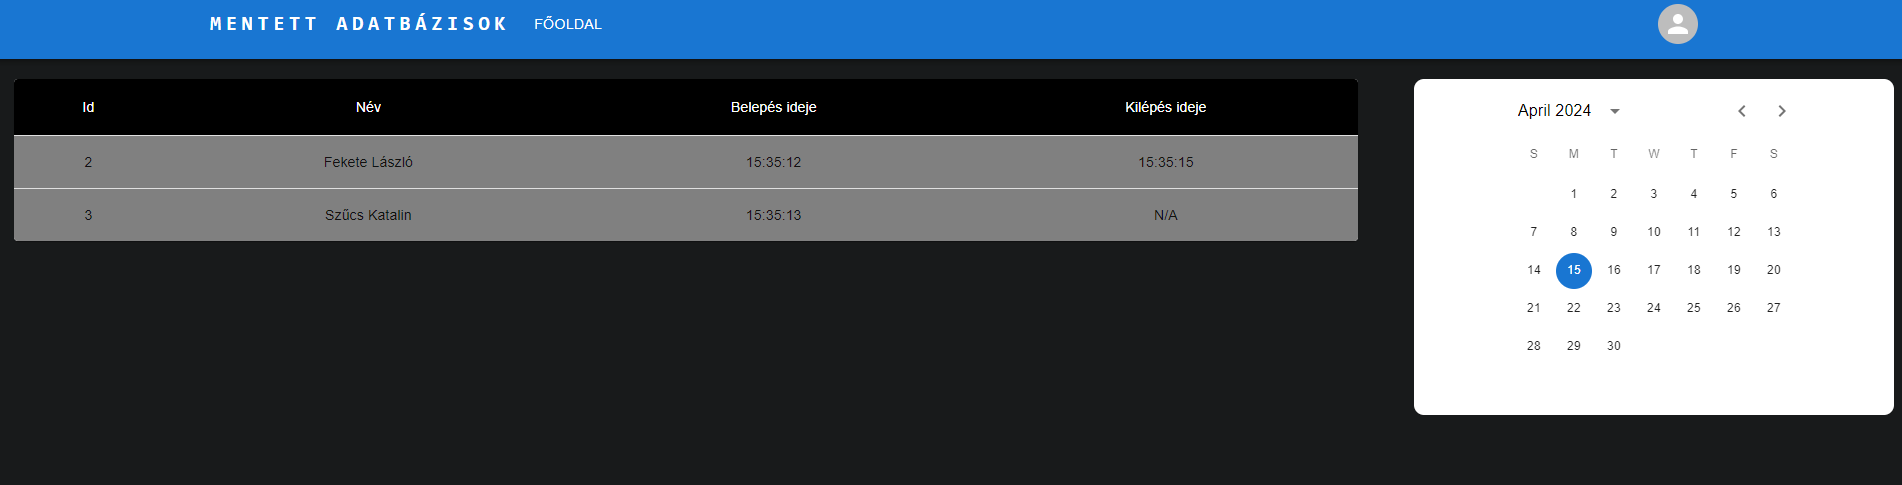 MENTETT ADATBÁZISOK FŐOLDAL
Id Név Belepés ideje Kilépés ideje
2 Fekete László 15:35:12 15:35:15
3 Szűcs Katalin 15:35:13 N/A
April 2024
S M T W T F S
1 2 3 4 5 6
7 8 9 10 11 12 13
14 15 16 17 18 19 20
21 22 23 24 25 26 27
28 29 30